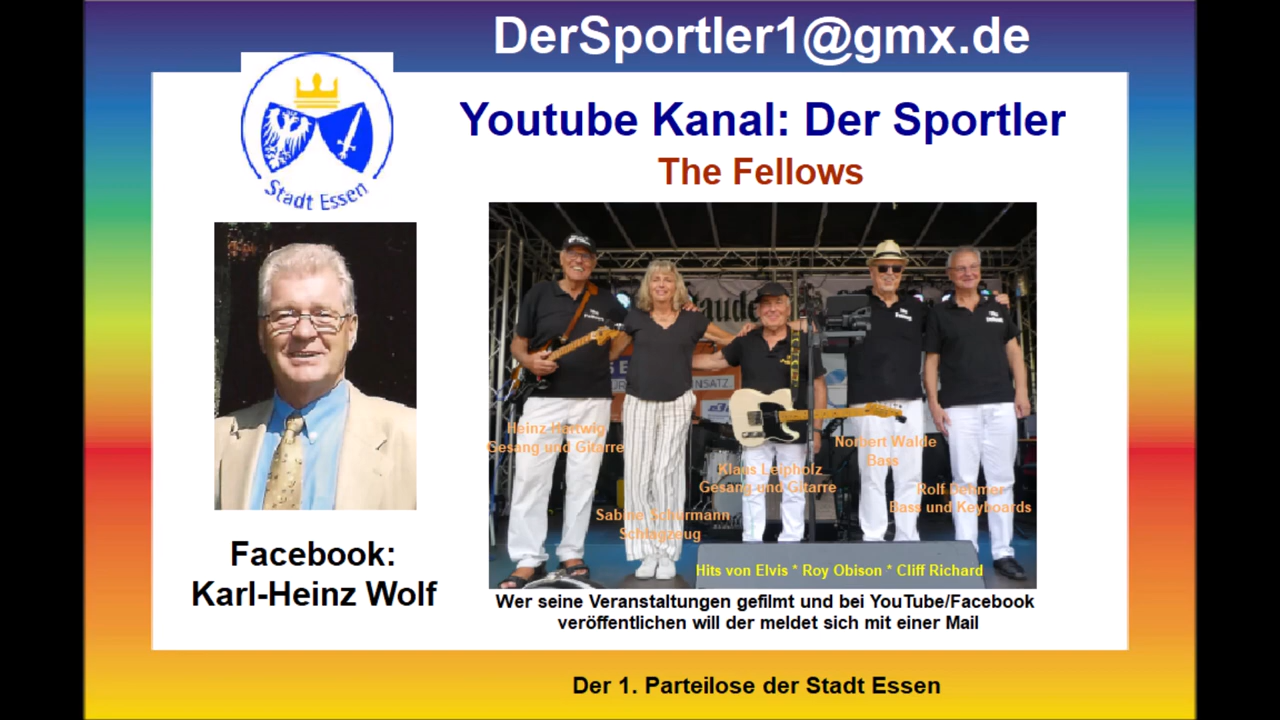 DerSportler1@gmx.de
Stadt Essen
Youtube Kanal: Der Sportler
The Fellows
Heinz Hartwig
Gesang und Gitarre
Sabine Schürmann
Schlagzeug
Klaus Leipholz
Gesang und Gitarre
Norbert Walde
Bass
Bass und Keyboards
Hits von Elvis * Roy Obison * Cliff Richard
Facebook:
Karl-Heinz Wolf
Wer seine Veranstaltungen gefilmt und bei YouTube/Facebook
veröffentlichen will der meldet sich mit einer Mail
Der 1. Parteilose der Stadt Essen